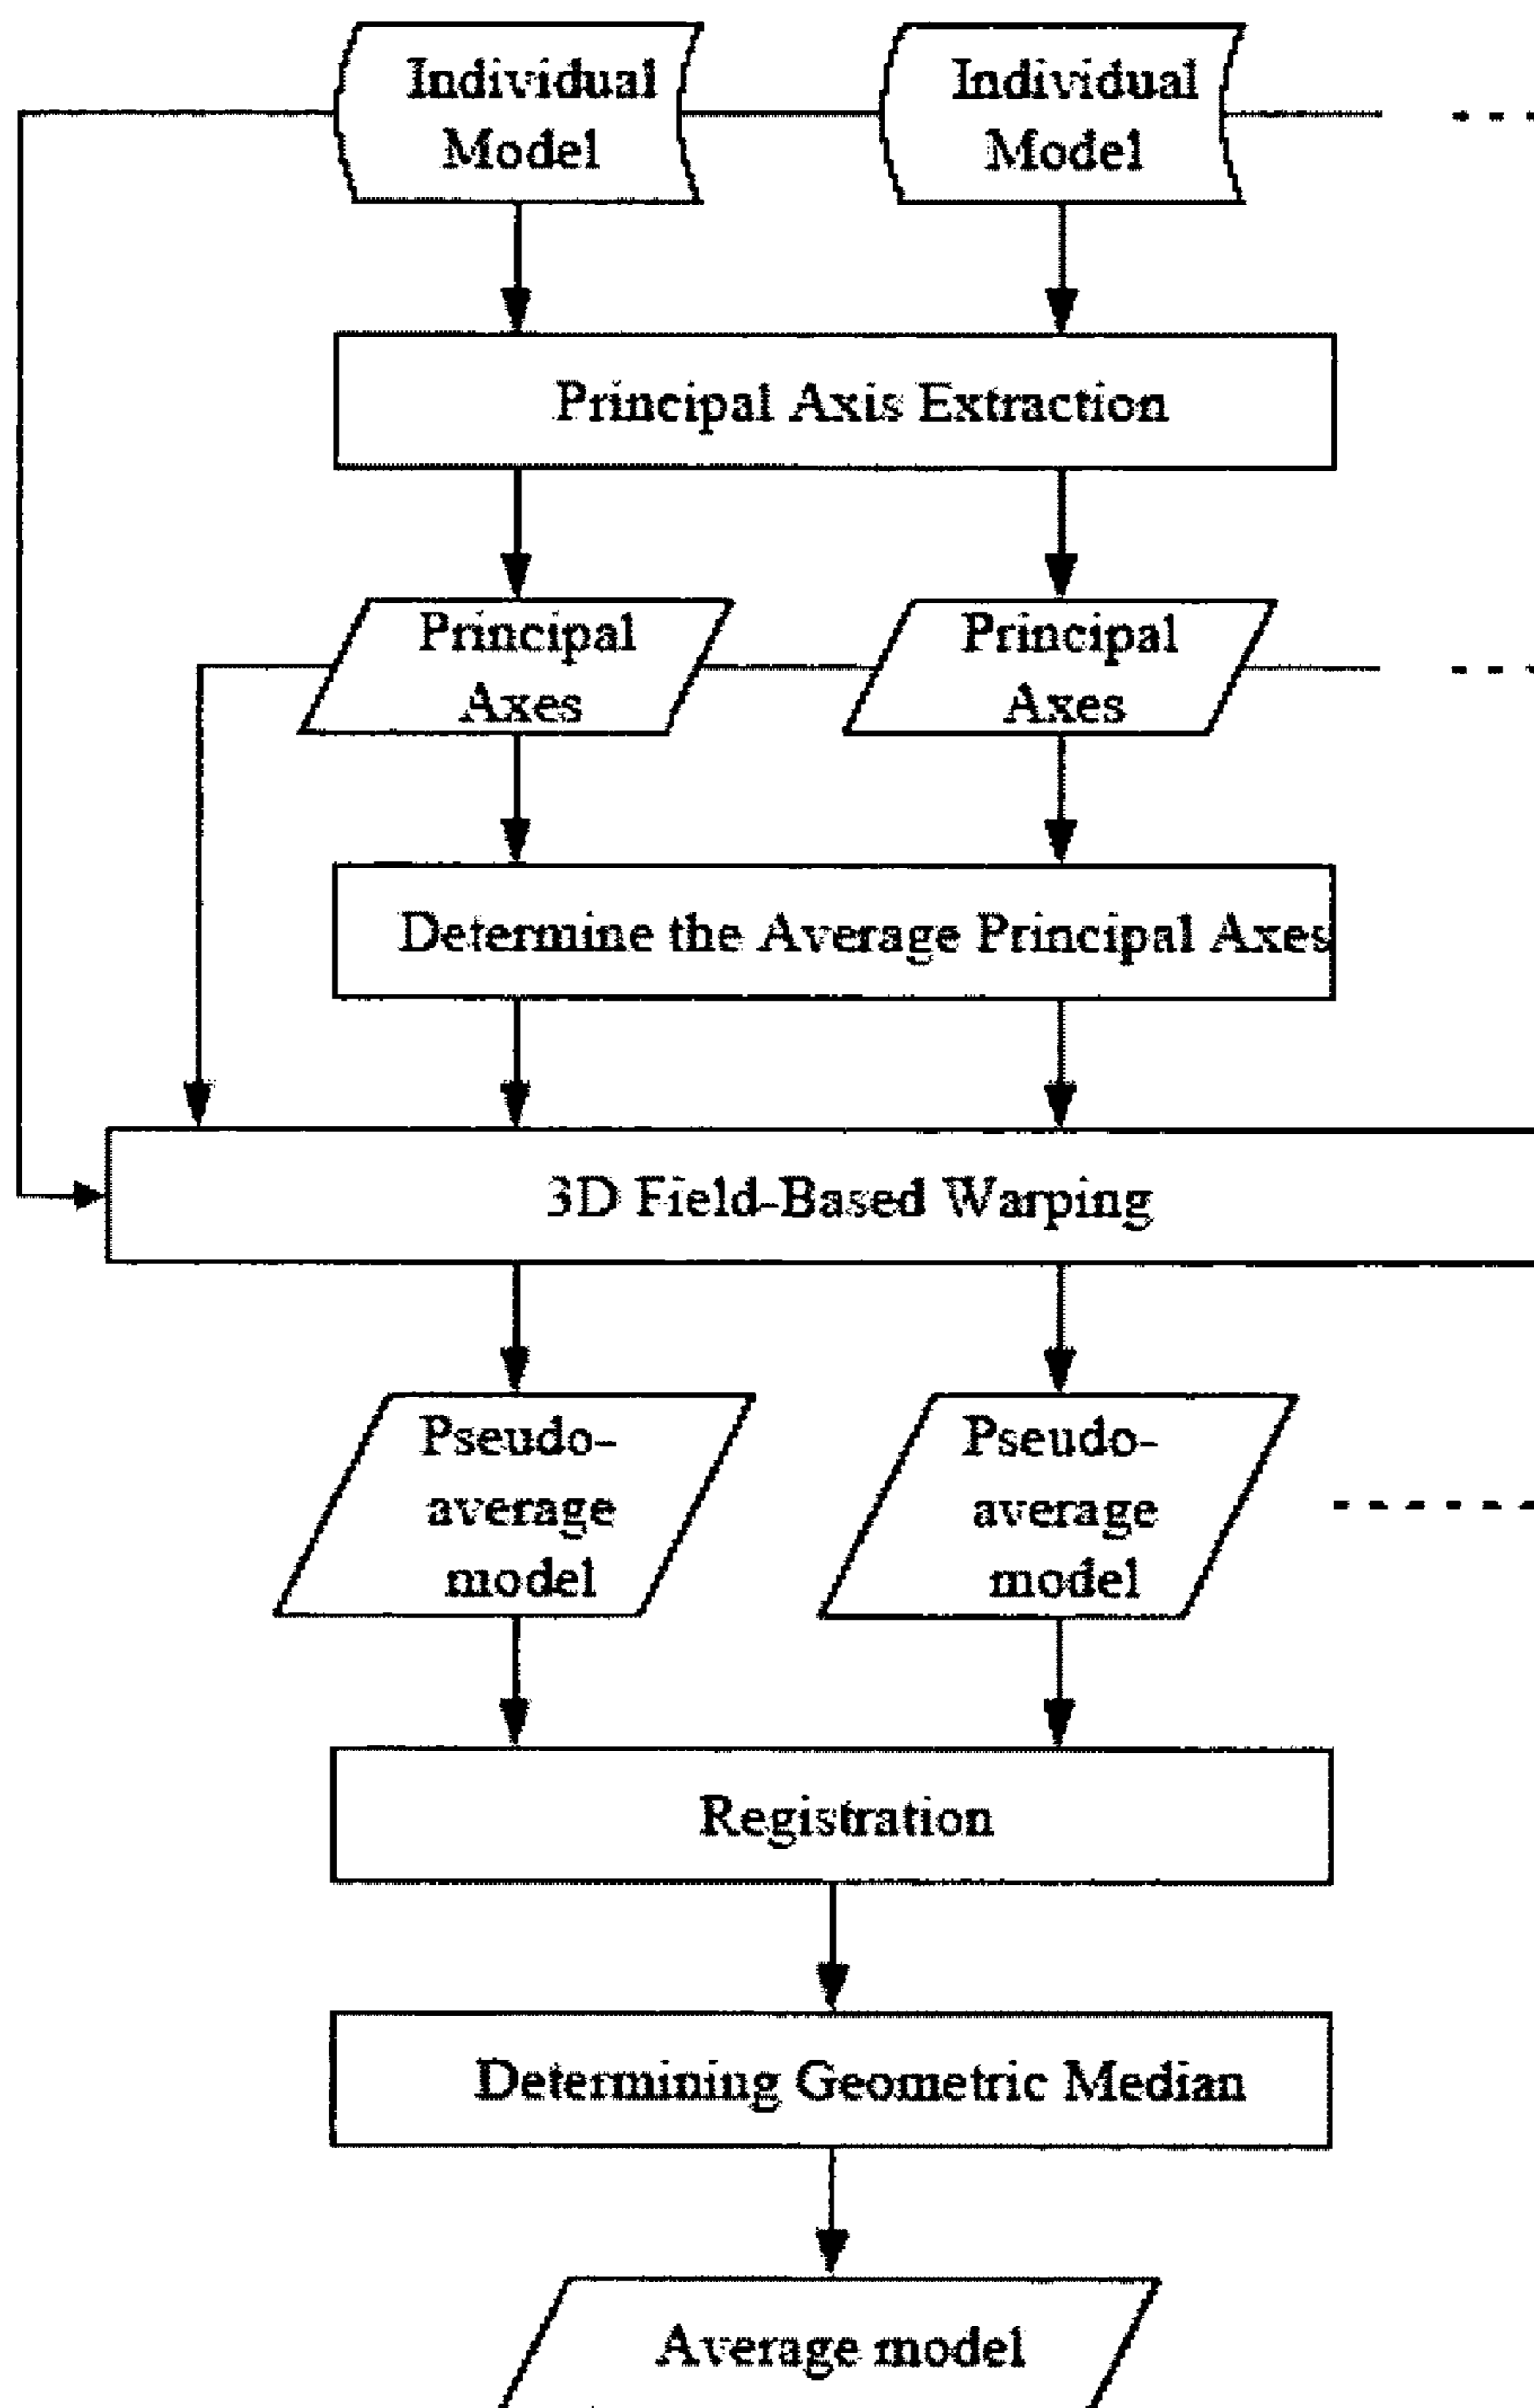 Individual
Model
Individual
Model
Principal Axis Extraction
Principal
Axes
Principal
Axes
Determine the Average Principal Axes
3D Field-Based Warping
Pseudo-
average
model
Pseudo-
average
model
Registration
Determining Geometric Median
Average model